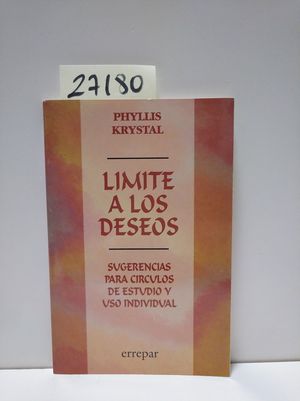 27180
PHYLLIS
KRYSTAL
LIMITE
A LOS
DESEOS
SUGERENCIAS
PARA CIRCULOS
DE ESTUDIO Y
USO INDIVIDUAL
errepar